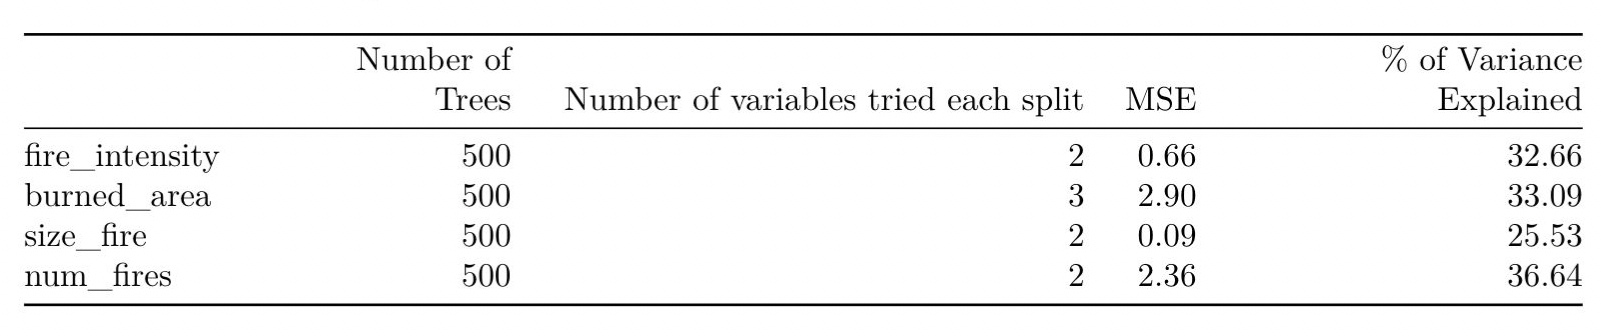 Number of % of Variance
Trees Number of variables tried each split MSE Explained
fire_intensity 500 2 0.66 32.66
burned_area 500 3 2.90 33.09
size_fire 500 2 0.09 25.53
num_fires 500 2 2.36 36.64